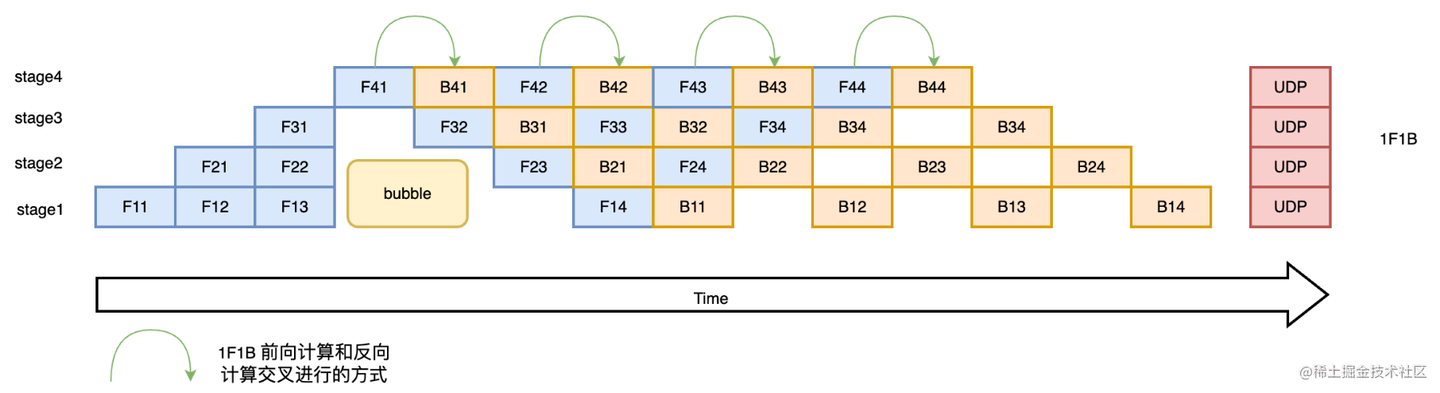 stage4 F41 B41 F42 B42 F43 B43 F44 B44 UDP
stage3 F31 F32 B31 F33 B32 F34 B34 B34 UDP
1F1B
stage2 F21 F22 F23 B21 F24 B22 B23 B24 UDP
bubble
stage1 F11 F12 F13 F14 B11 B12 B13 B14 UDP
Time
1F1B 前向计算和反向
计算交叉进行的方式
@稀土掘金技术社区